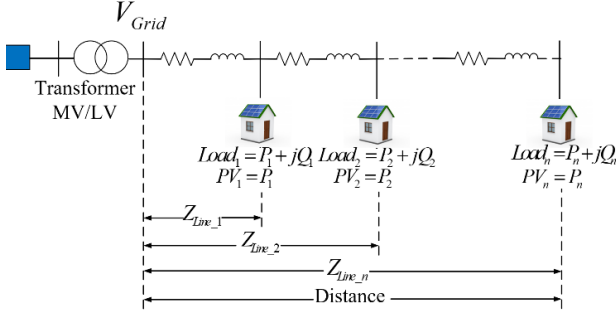 V_Grid
Transformer
MV/LV
Load_1=P_1+jQ_1 Load_2=P_2+jQ_2 Load_n=P_n+jQ_n
PV_1=P_1 PV_2=P_2 PV_n=P_n
Z_Line_1
Z_Line_2
Z_Line_n
Distance